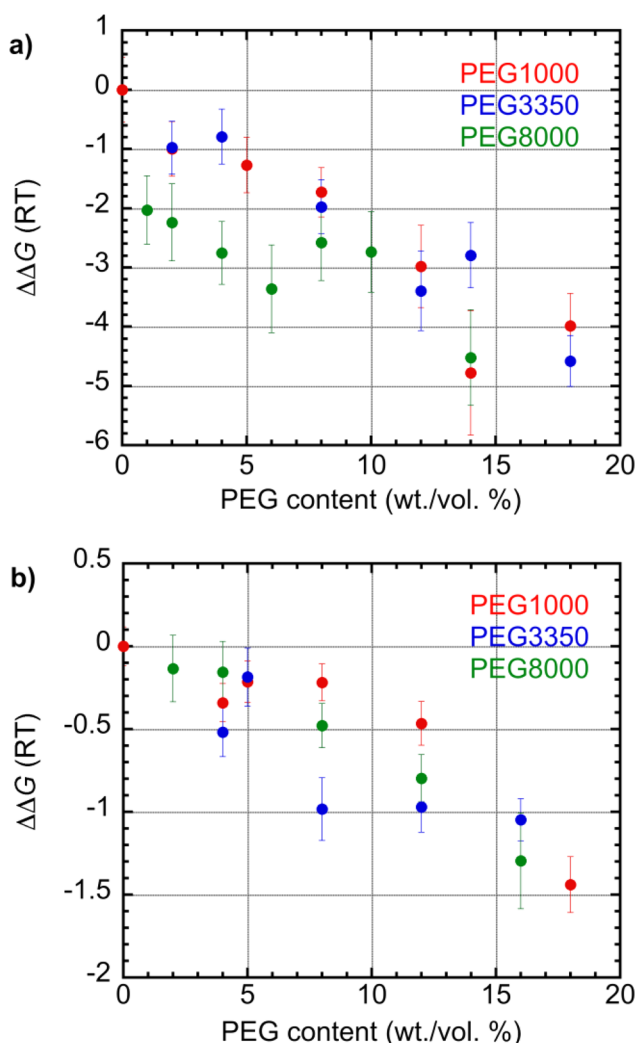 a)
0
-1
-2
-3
-4
-5
-6
ΔΔG (RT)
PEG1000
PEG3350
PEG8000
0 5 10 15 20
PEG content (wt./vol. %)
b)
0.5
0
-0.5
-1
-1.5
-2
ΔΔG (RT)
PEG1000
PEG3350
PEG8000
0 5 10 15 20
PEG content (wt./vol. %)